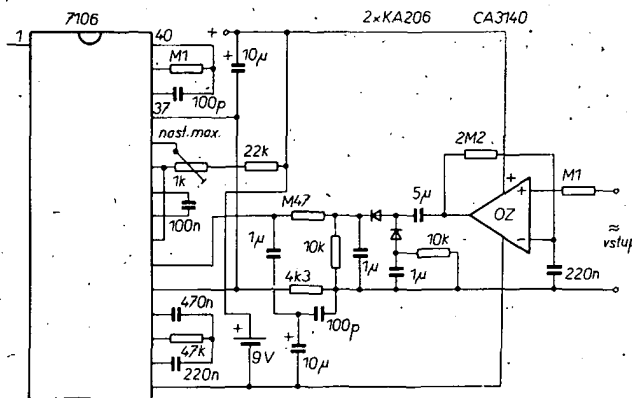 7106
2×KA206
CA3140
1
40
+
+
10µ
M1
100p
37
nast. max.
22k
1k
100n
2M2
+
M1
+
OZ
−
5µ
M47
10k
1µ
10k
1µ
1µ
≈
vstup
220n
4k3
100p
470n
47k
220n
+
9V
+
10µ